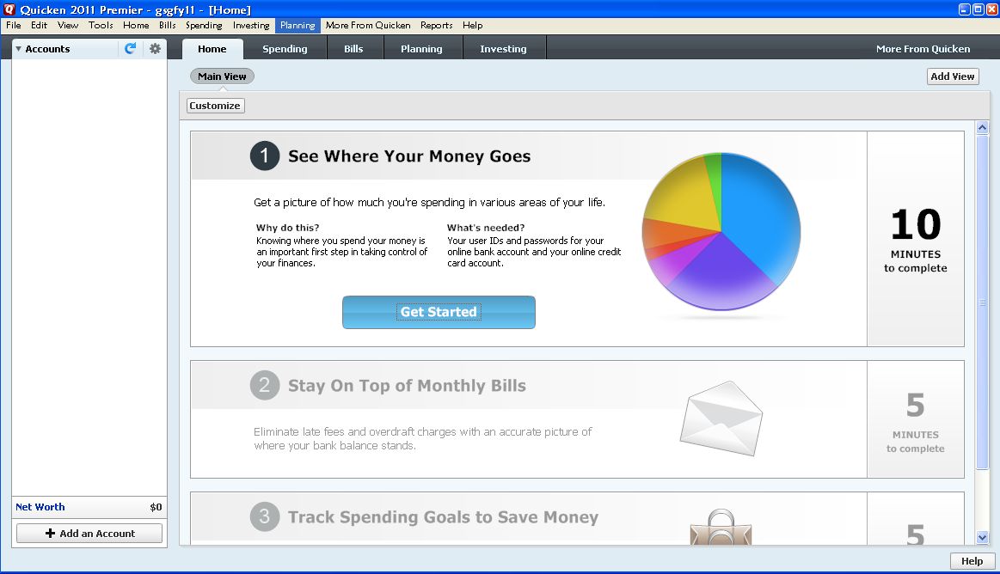 Quicken 2011 Premier - gsgfy11 - [Home]
File Edit View Tools Home Bills Spending Investing Planning More From Quicken Reports Help
Accounts
Home Spending Bills Planning Investing More From Quicken
Main View
Add View
Customize
1 See Where Your Money Goes
Get a picture of how much you're spending in various areas of your life.
Why do this?
Knowing where you spend your money is
an important first step in taking control of
your finances.
What's needed?
Your user IDs and passwords for your
online bank account and your online credit
card account.
Get Started
10
MINUTES
to complete
2 Stay On Top of Monthly Bills
Eliminate late fees and overdraft charges with an accurate picture of
where your bank balance stands.
5
MINUTES
to complete
3 Track Spending Goals to Save Money
5
Net Worth $0
Add an Account
Help